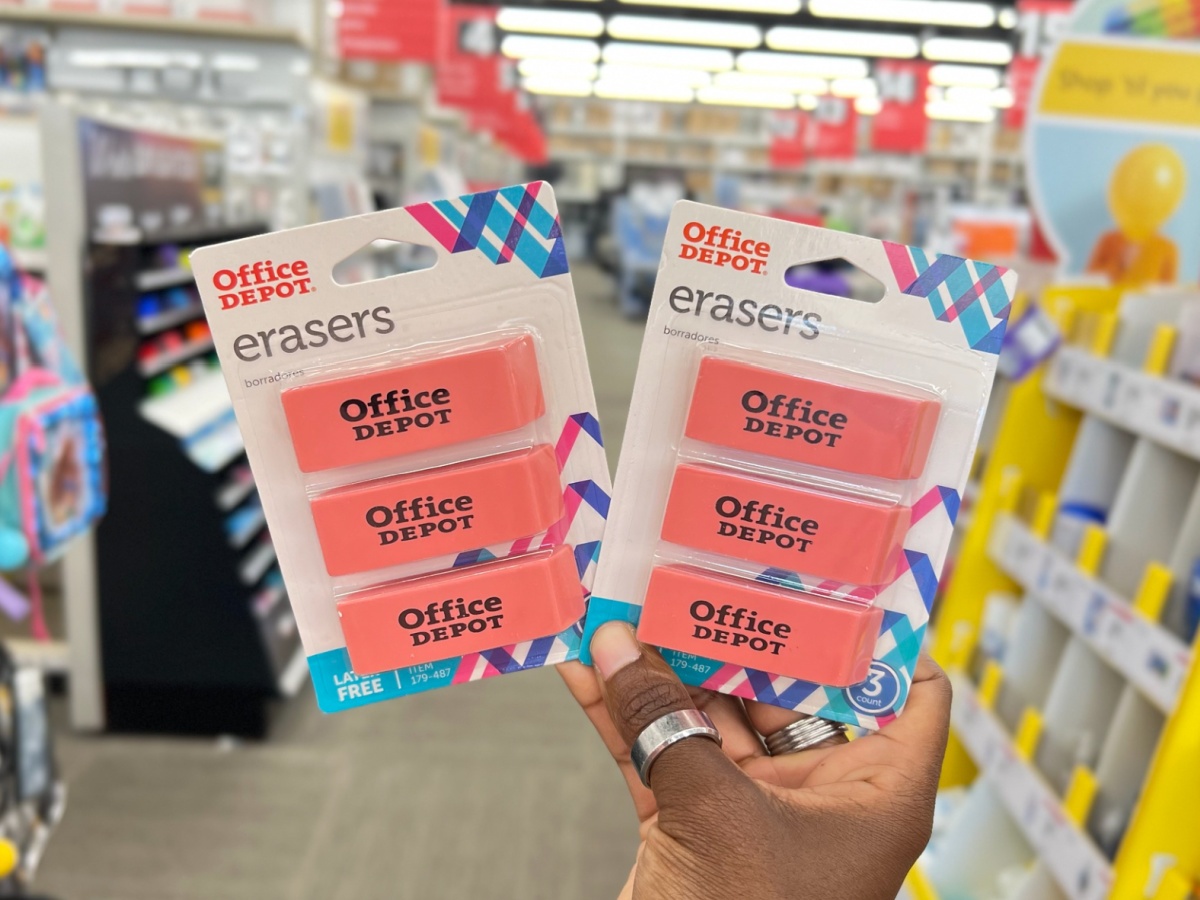 Office
DEPOT
erasers
borradores
Office
DEPOT
Office
DEPOT
Office
DEPOT
FREE
ITEM
179-487
Office
DEPOT
erasers
borradores
Office
DEPOT
Office
DEPOT
Office
DEPOT
ITEM
179-487
3
count
Shop 'til you